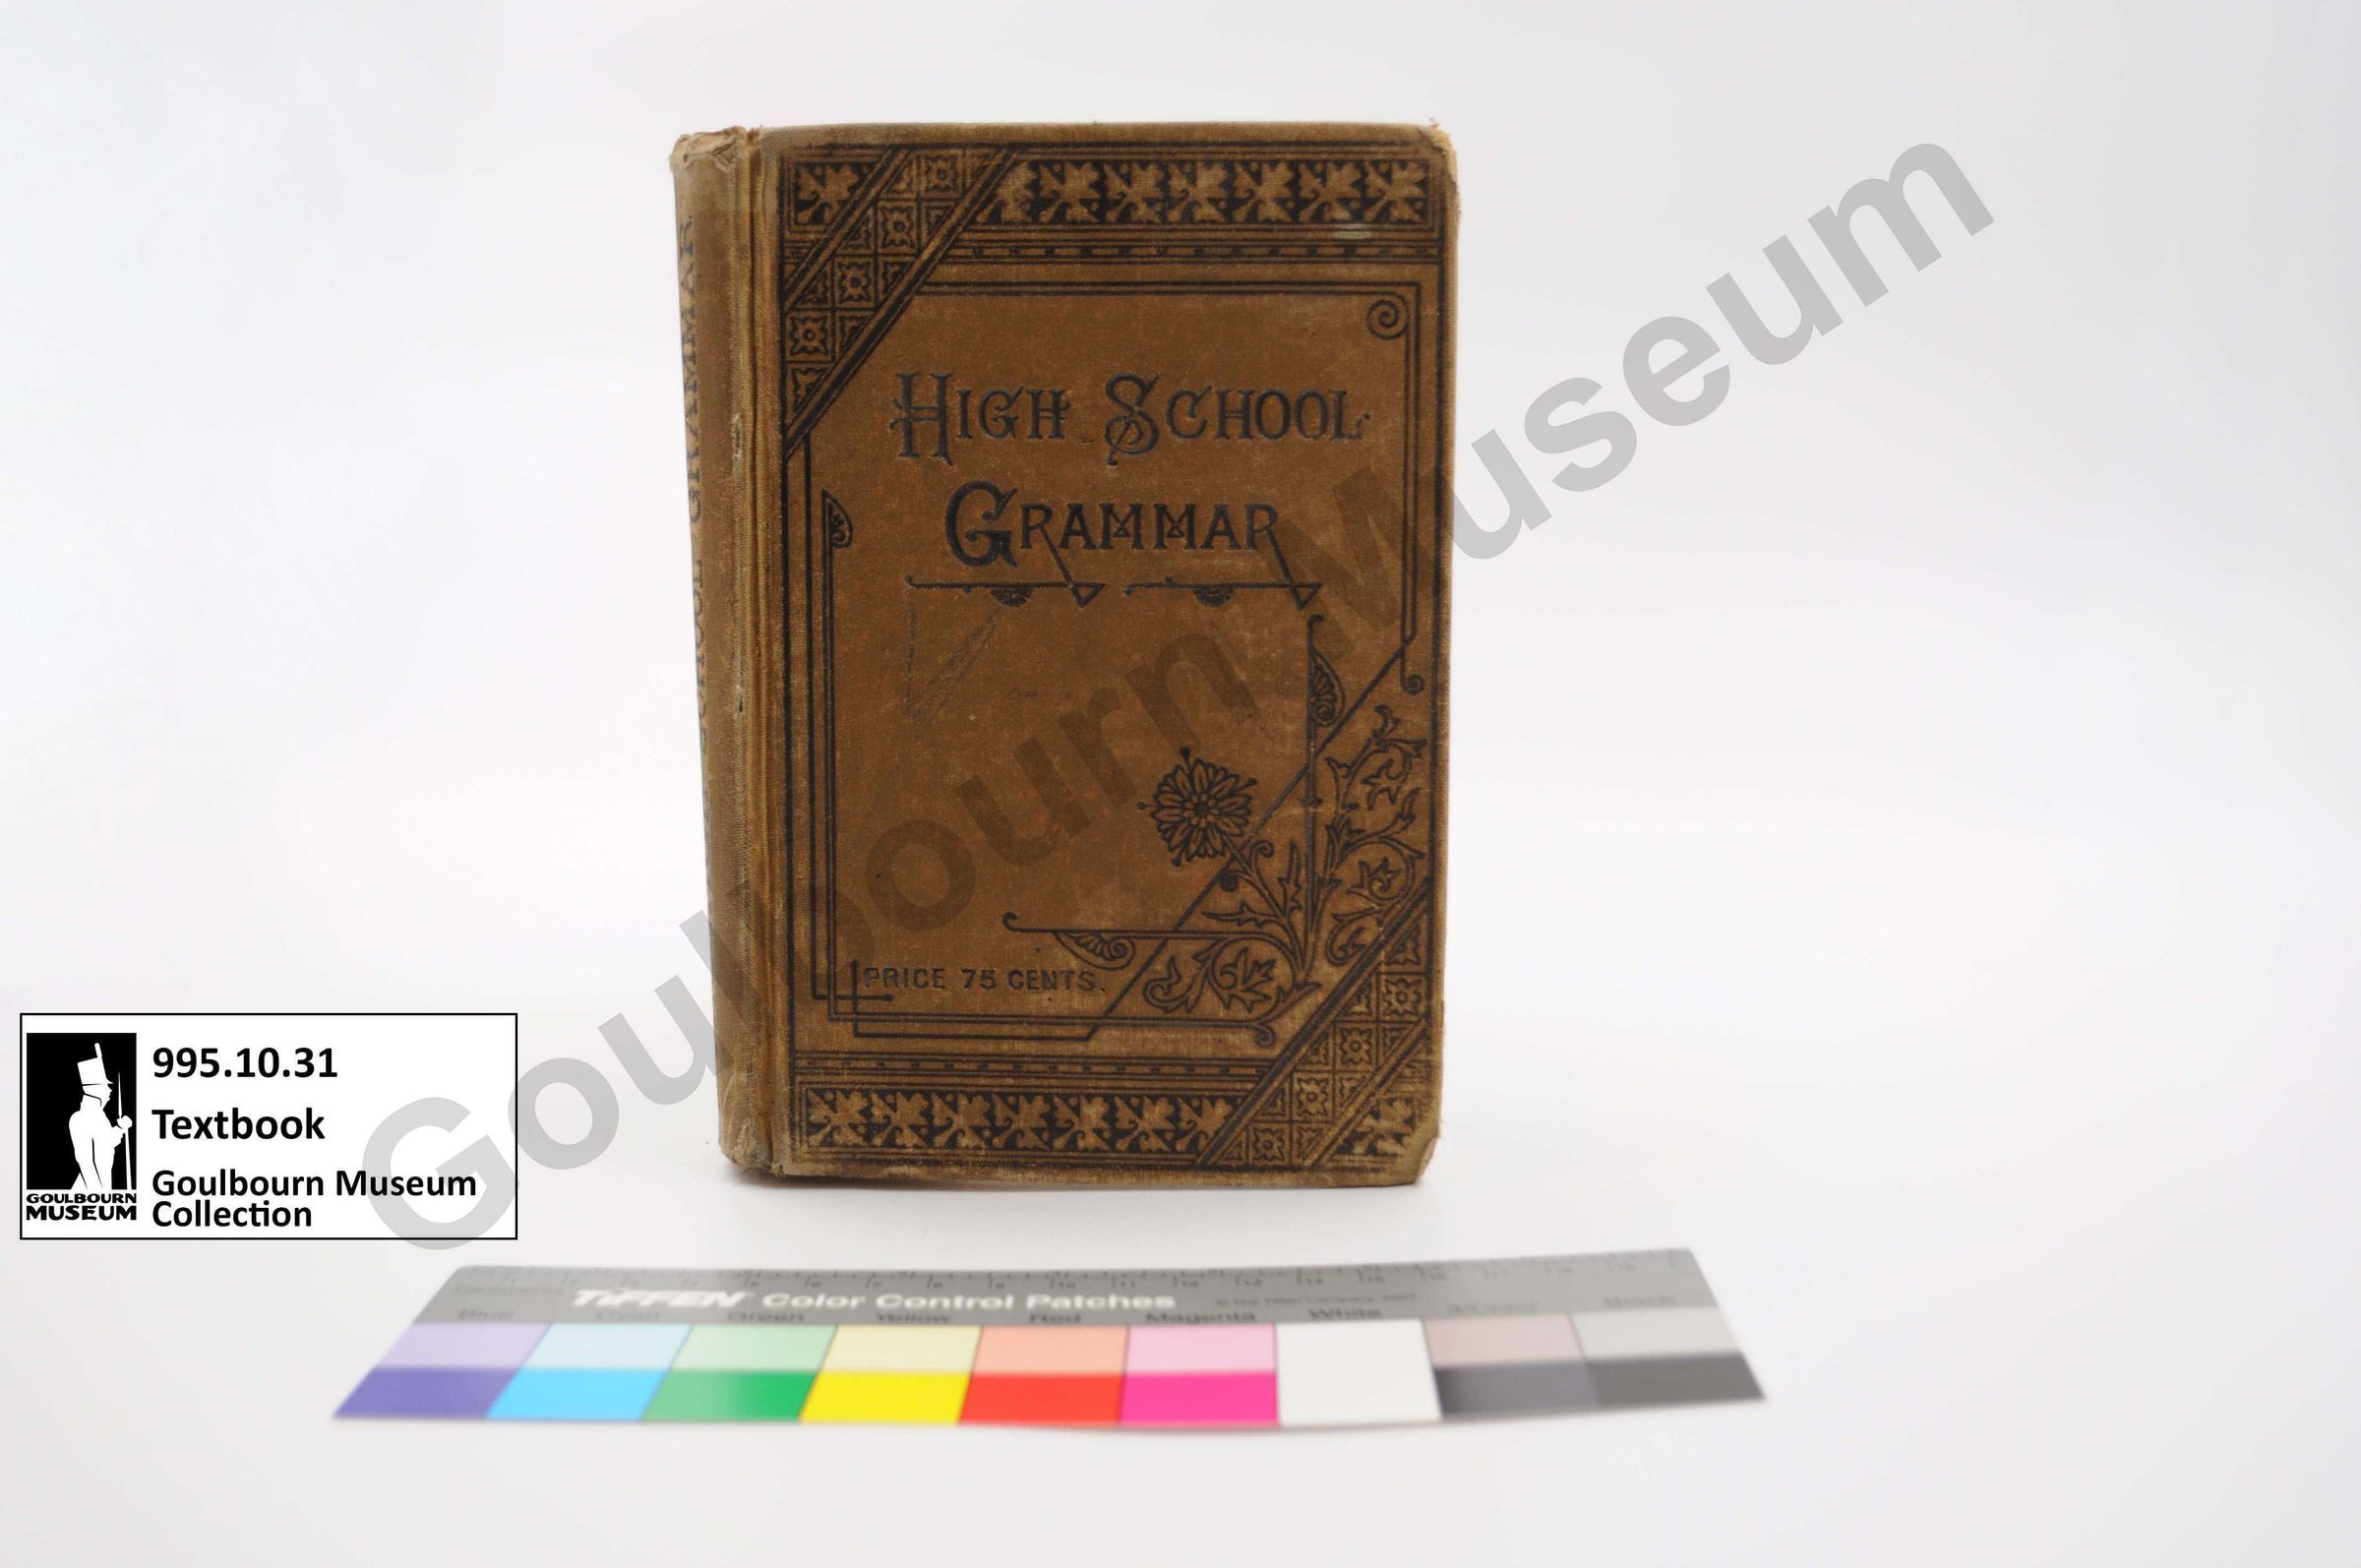 HIGH SCHOOL
GRAMMAR
PRICE 75 CENTS.
SCHOOL GRAMMAR
Goulbourn Museum
995.10.31
Textbook
Goulbourn Museum
Collection
GOULBOURN
MUSEUM
TIFFEN Color Control Patches
Blue Cyan Green Yellow Red Magenta White Black